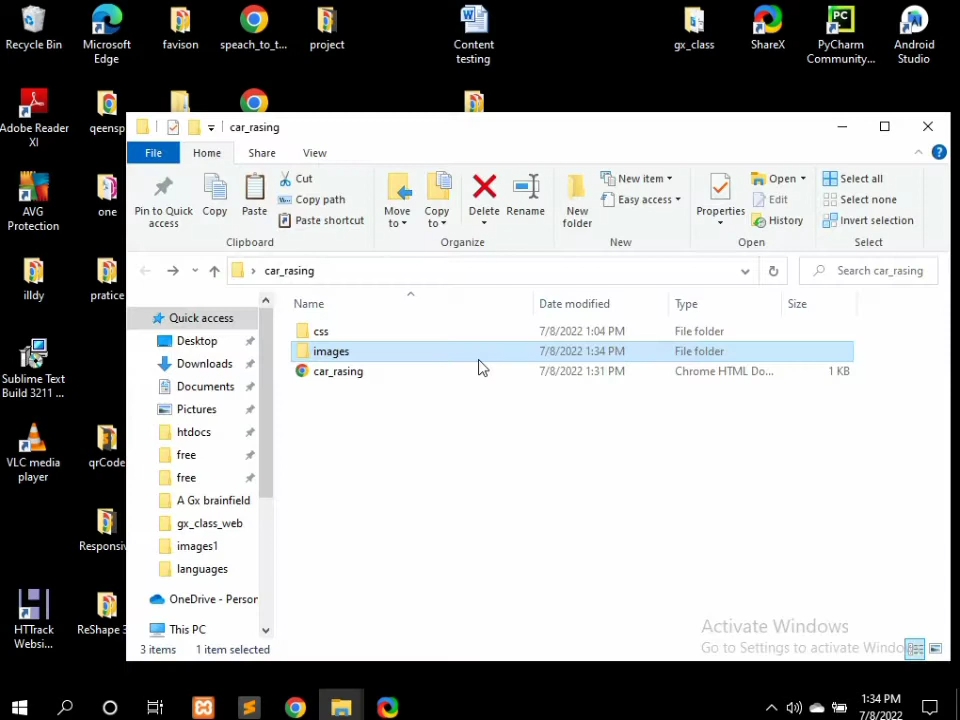 Recycle Bin
Microsoft
Edge
favison
speach_to_t...
project
Content
testing
gx_class
ShareX
PyCharm
Community...
Android
Studio
Adobe Reader
XI
qeensp
AVG
Protection
one
illdy
pratice
Sublime Text
Build 3211 ...
VLC media
player
qrCode
Responsiv
HTTrack
Websi...
ReShape 3
car_rasing
File
Home
Share
View
Pin to Quick
access
Copy
Paste
Cut
Copy path
Paste shortcut
Clipboard
Move
to
Copy
to
Delete
Rename
Organize
New
folder
New item
Easy access
New
Properties
Open
Edit
History
Open
Select all
Select none
Invert selection
Select
car_rasing
Search car_rasing
Name
Date modified
Type
Size
css
7/8/2022 1:04 PM
File folder
images
7/8/2022 1:34 PM
File folder
car_rasing
7/8/2022 1:31 PM
Chrome HTML Do...
1 KB
Quick access
Desktop
Downloads
Documents
Pictures
htdocs
free
free
A Gx brainfield
gx_class_web
images1
languages
OneDrive - Person
This PC
3 items
1 item selected
Activate Windows
Go to Settings to activate Windo
1:34 PM
7/8/2022